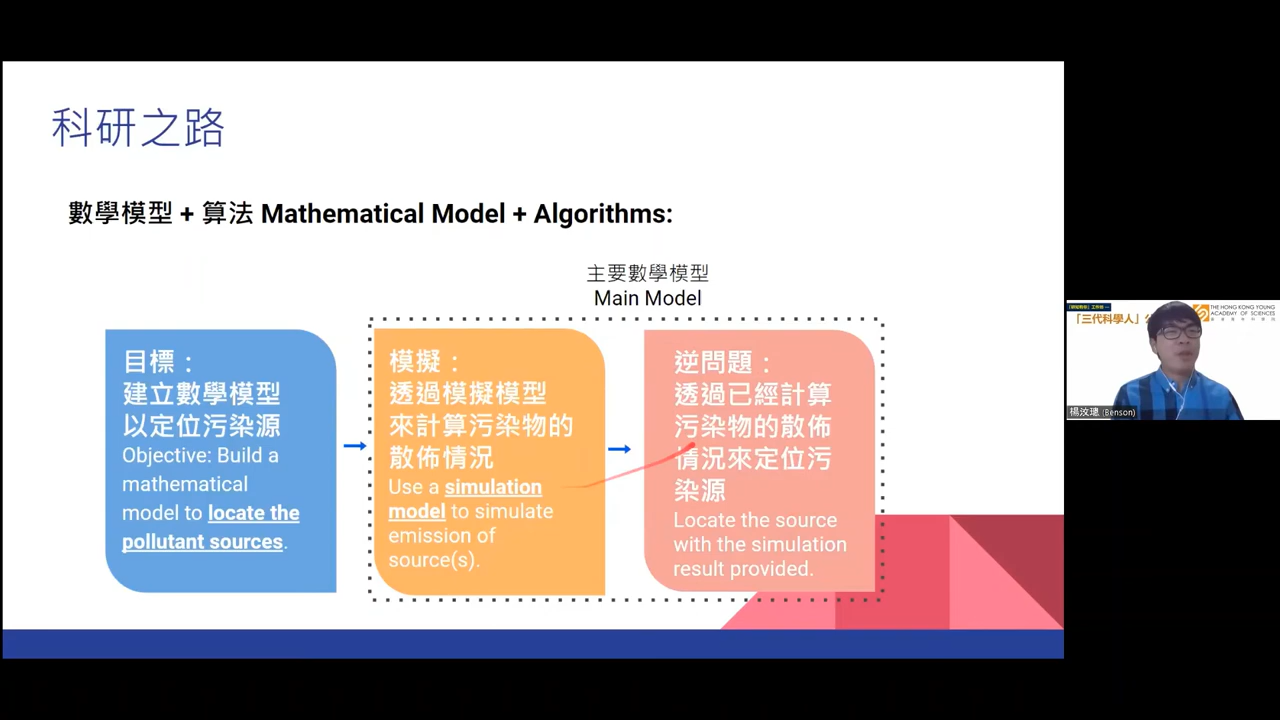 科研之路
數學模型 + 算法 Mathematical Model + Algorithms:
主要數學模型
Main Model
目標：
建立數學模型
以定位污染源
Objective: Build a
mathematical
model to locate the
pollutant sources.
模擬：
透過模擬模型
來計算污染物的
散佈情況
Use a simulation
model to simulate
emission of
source(s).
逆問題：
透過已經計算
污染物的散佈
情況來定位污
染源
Locate the source
with the simulation
result provided.
「三代科學人」
THE HONG KONG YOUNG
ACADEMY OF SCIENCES
(Benson)